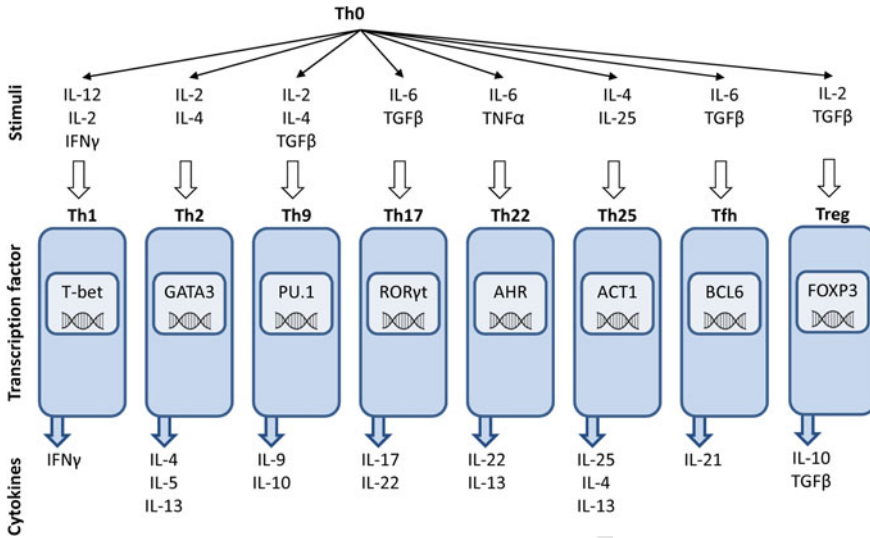 Th0
Stimuli
IL-12 IL-2 IL-2 IL-6 IL-6 IL-4 IL-6 IL-2
IL-2 IL-4 IL-4 TGFβ TNFα IL-25 TGFβ TGFβ
IFNγ TGFβ
Th1 Th2 Th9 Th17 Th22 Th25 Tfh Treg
Transcription factor
T-bet GATA3 PU.1 RORγt AHR ACT1 BCL6 FOXP3
Cytokines
IFNγ IL-4 IL-9 IL-17 IL-22 IL-25 IL-21 IL-10
IL-5 IL-10 IL-22 IL-13 IL-4 TGFβ
IL-13 IL-13